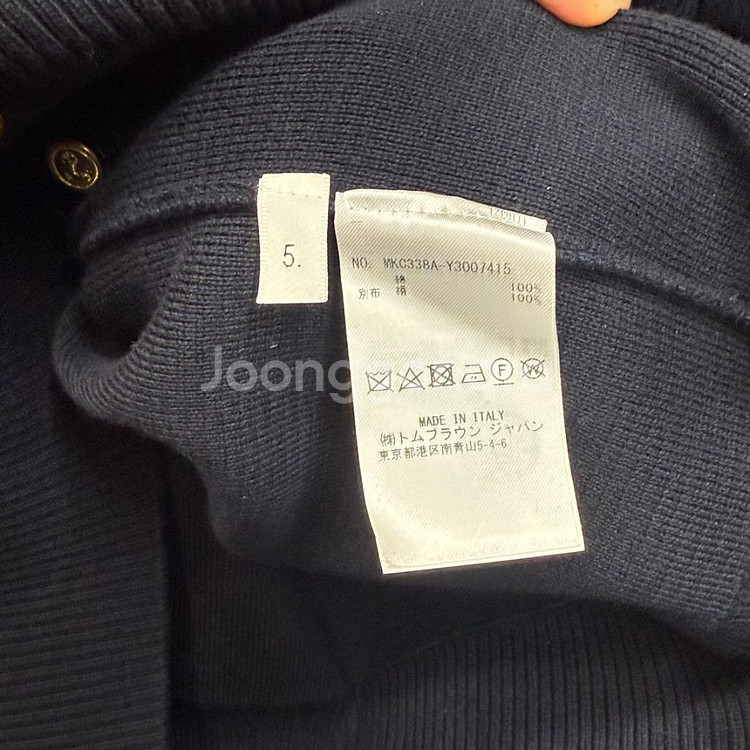 5.
NO. MKC338A-Y3007415
綿 100%
別布 絹 100%
MADE IN ITALY
㈱トムブラウン ジャパン
東京都港区南青山5-4-6
Joong